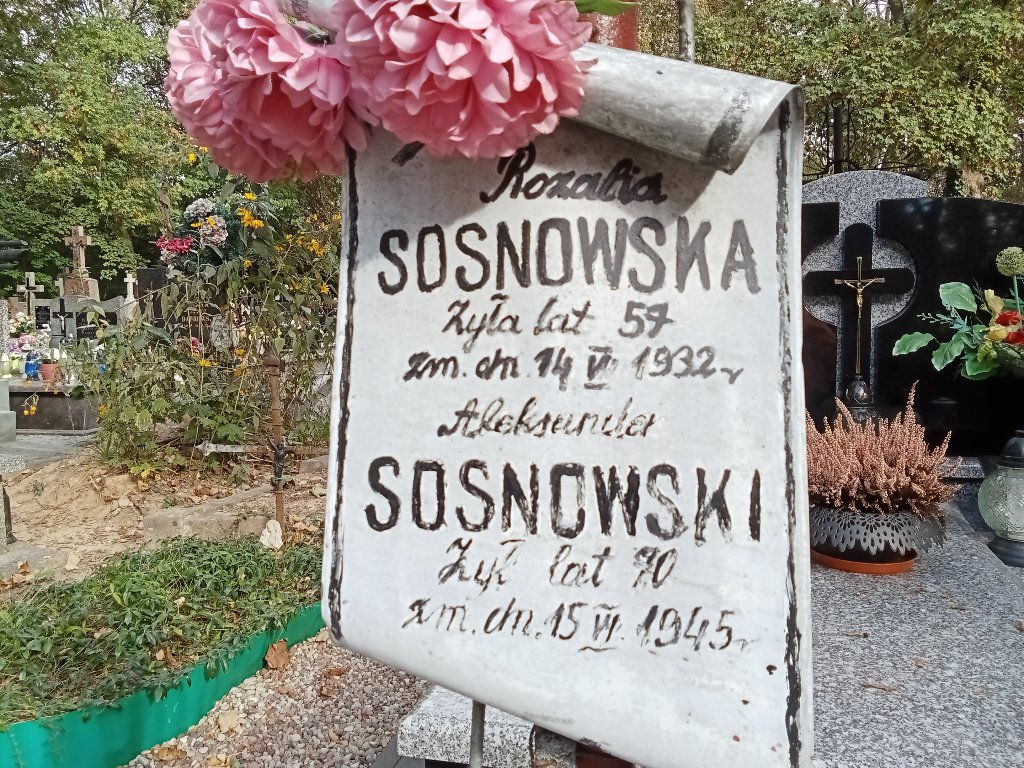 Rozalia
SOSNOWSKA
Żyła lat 57
zm. dn. 14 VI 1932 r
Aleksander
SOSNOWSKI
Żył lat 70
zm. dn. 15 VI. 1945 r